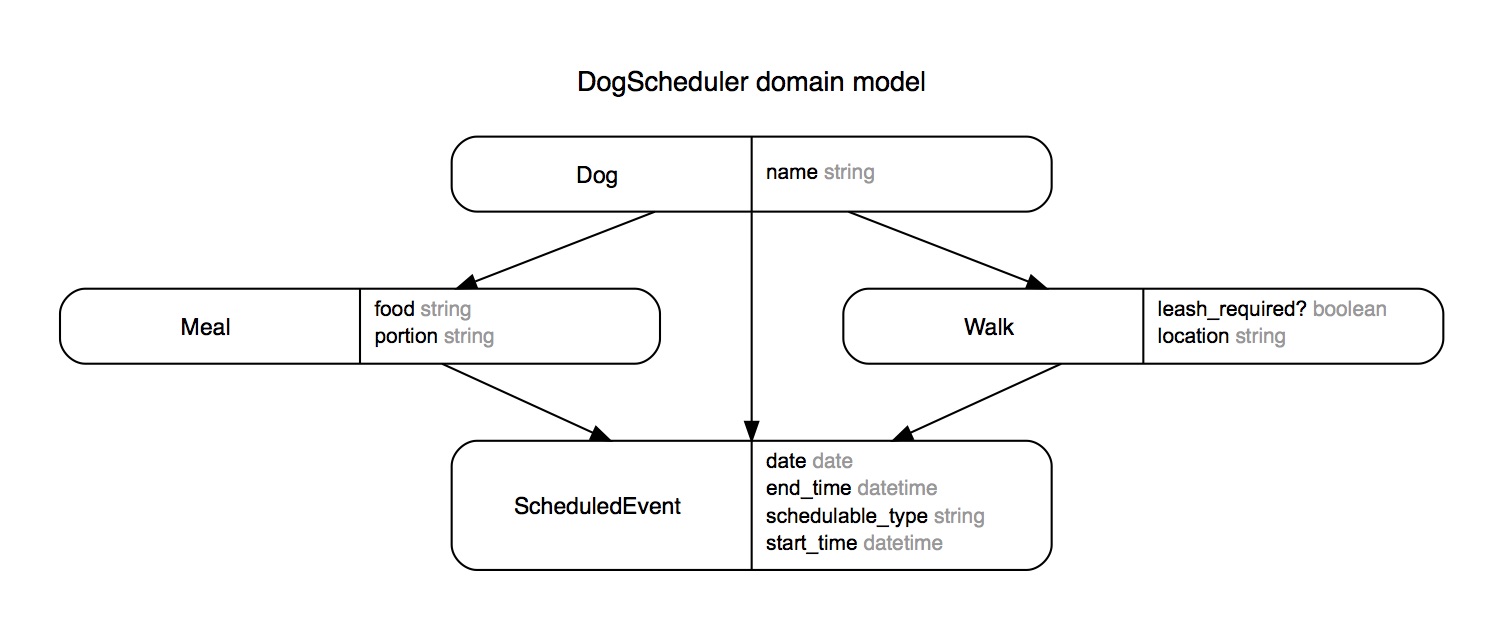 DogScheduler domain model
Dog
name string
Meal
food string
portion string
Walk
leash_required? boolean
location string
ScheduledEvent
date date
end_time datetime
schedulable_type string
start_time datetime